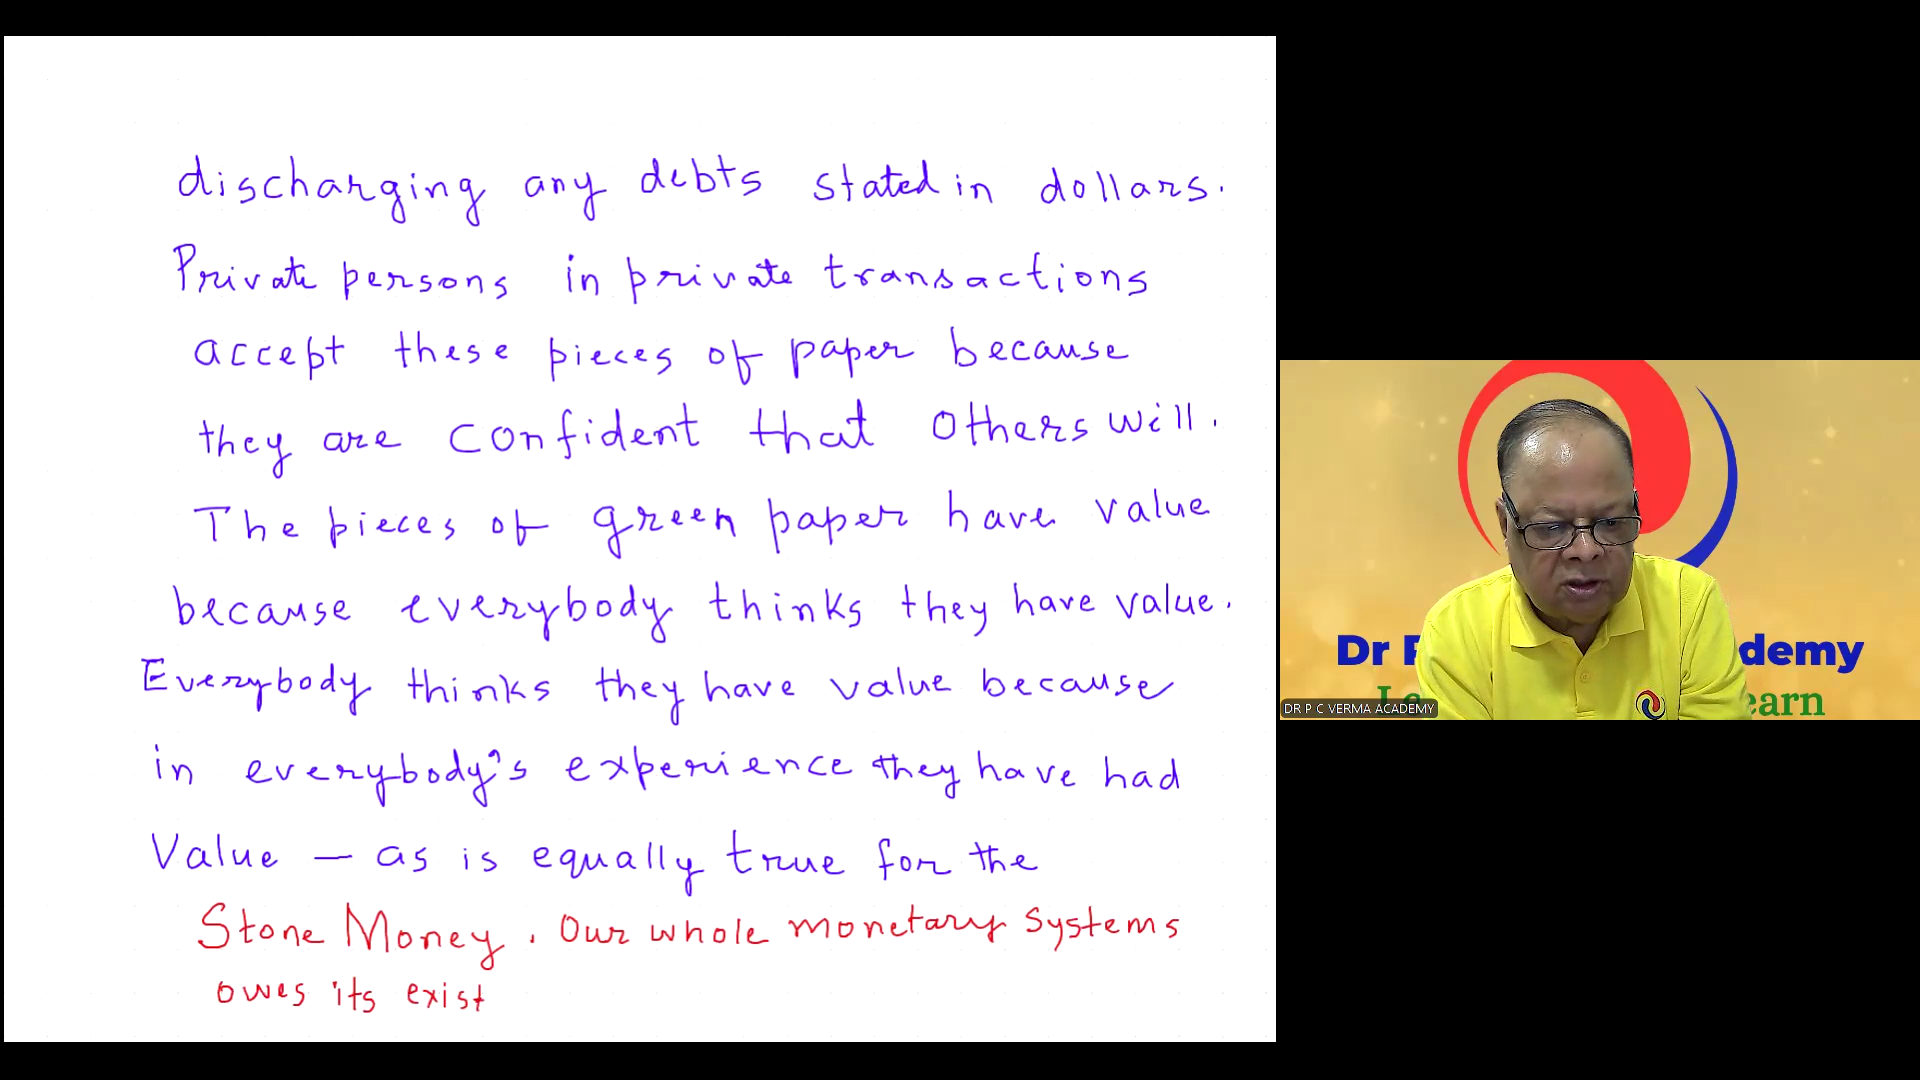 discharging any debts stated in dollars.
Private persons in private transactions
accept these pieces of paper because
they are confident that others will.
The pieces of green paper have value
because everybody thinks they have value.
Everybody thinks they have value because
in everybody's experience they have had
Value — as is equally true for the
Stone Money. Our whole monetary systems
owes its exist
Dr P demy
Le earn
DR P C VERMA ACADEMY